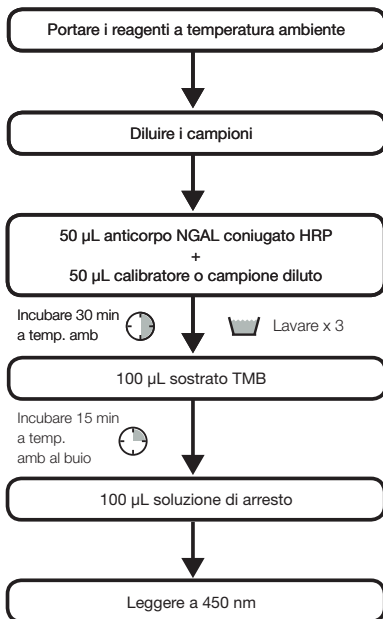 Portare i reagenti a temperatura ambiente
Diluire i campioni
50 µL anticorpo NGAL coniugato HRP
+
50 µL calibratore o campione diluto
Incubare 30 min
a temp. amb
Lavare x 3
100 µL sostrato TMB
Incubare 15 min
a temp.
amb al buio
100 µL soluzione di arresto
Leggere a 450 nm